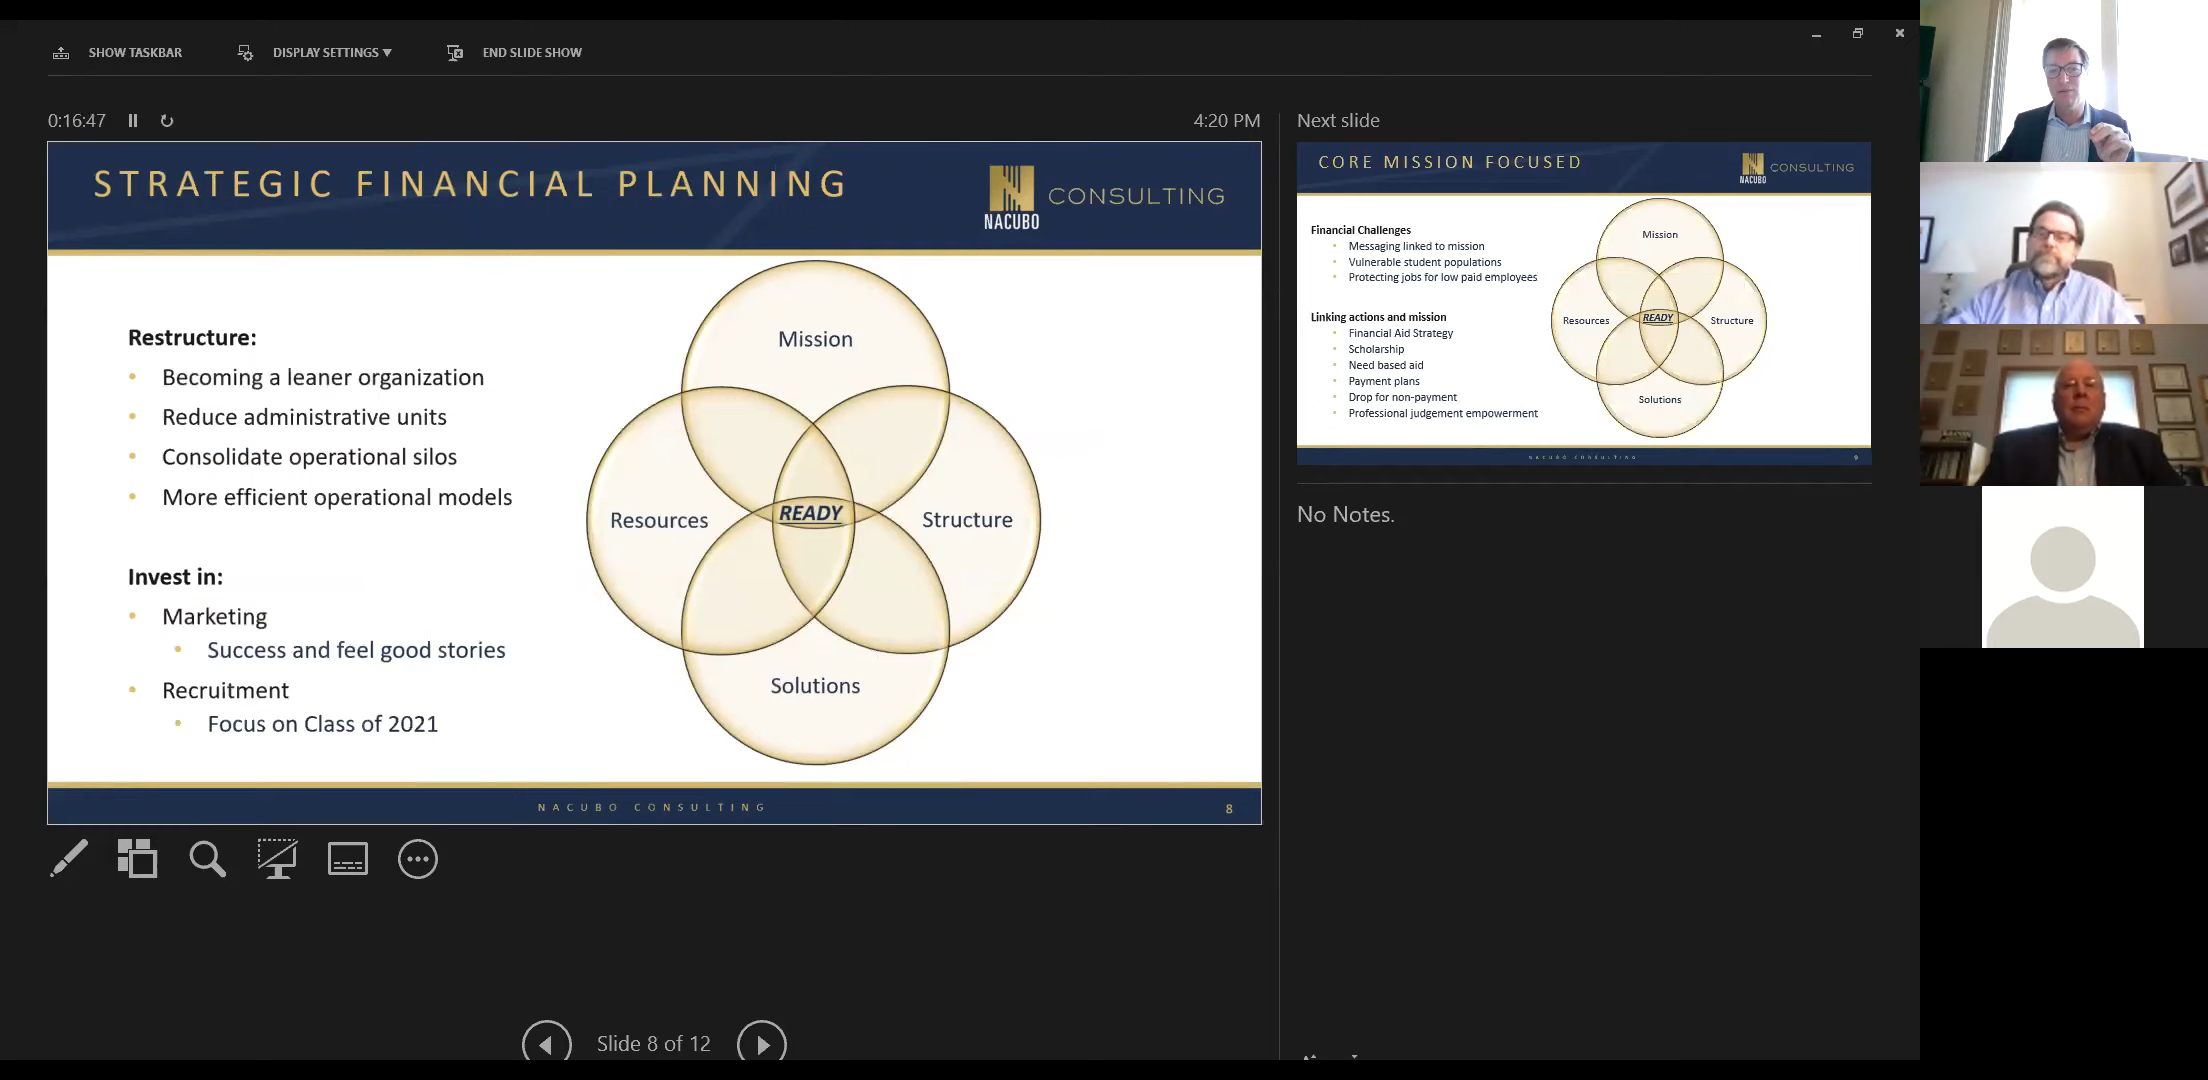 SHOW TASKBAR
DISPLAY SETTINGS ▼
END SLIDE SHOW
0:16:47
4:20 PM
Next slide
STRATEGIC FINANCIAL PLANNING
NACUBO
CONSULTING
Restructure:
• Becoming a leaner organization
• Reduce administrative units
• Consolidate operational silos
• More efficient operational models
Invest in:
• Marketing
• Success and feel good stories
• Recruitment
• Focus on Class of 2021
Mission
Resources
READY
Structure
Solutions
NACUBO CONSULTING
8
CORE MISSION FOCUSED
NACUBO
CONSULTING
Financial Challenges
• Messaging linked to mission
• Vulnerable student populations
• Protecting jobs for low paid employees
Linking actions and mission
• Financial Aid Strategy
• Scholarship
• Need based aid
• Payment plans
• Drop for non-payment
• Professional judgement empowerment
Mission
Resources
READY
Structure
Solutions
NACUBO CONSULTING
9
No Notes.
Slide 8 of 12